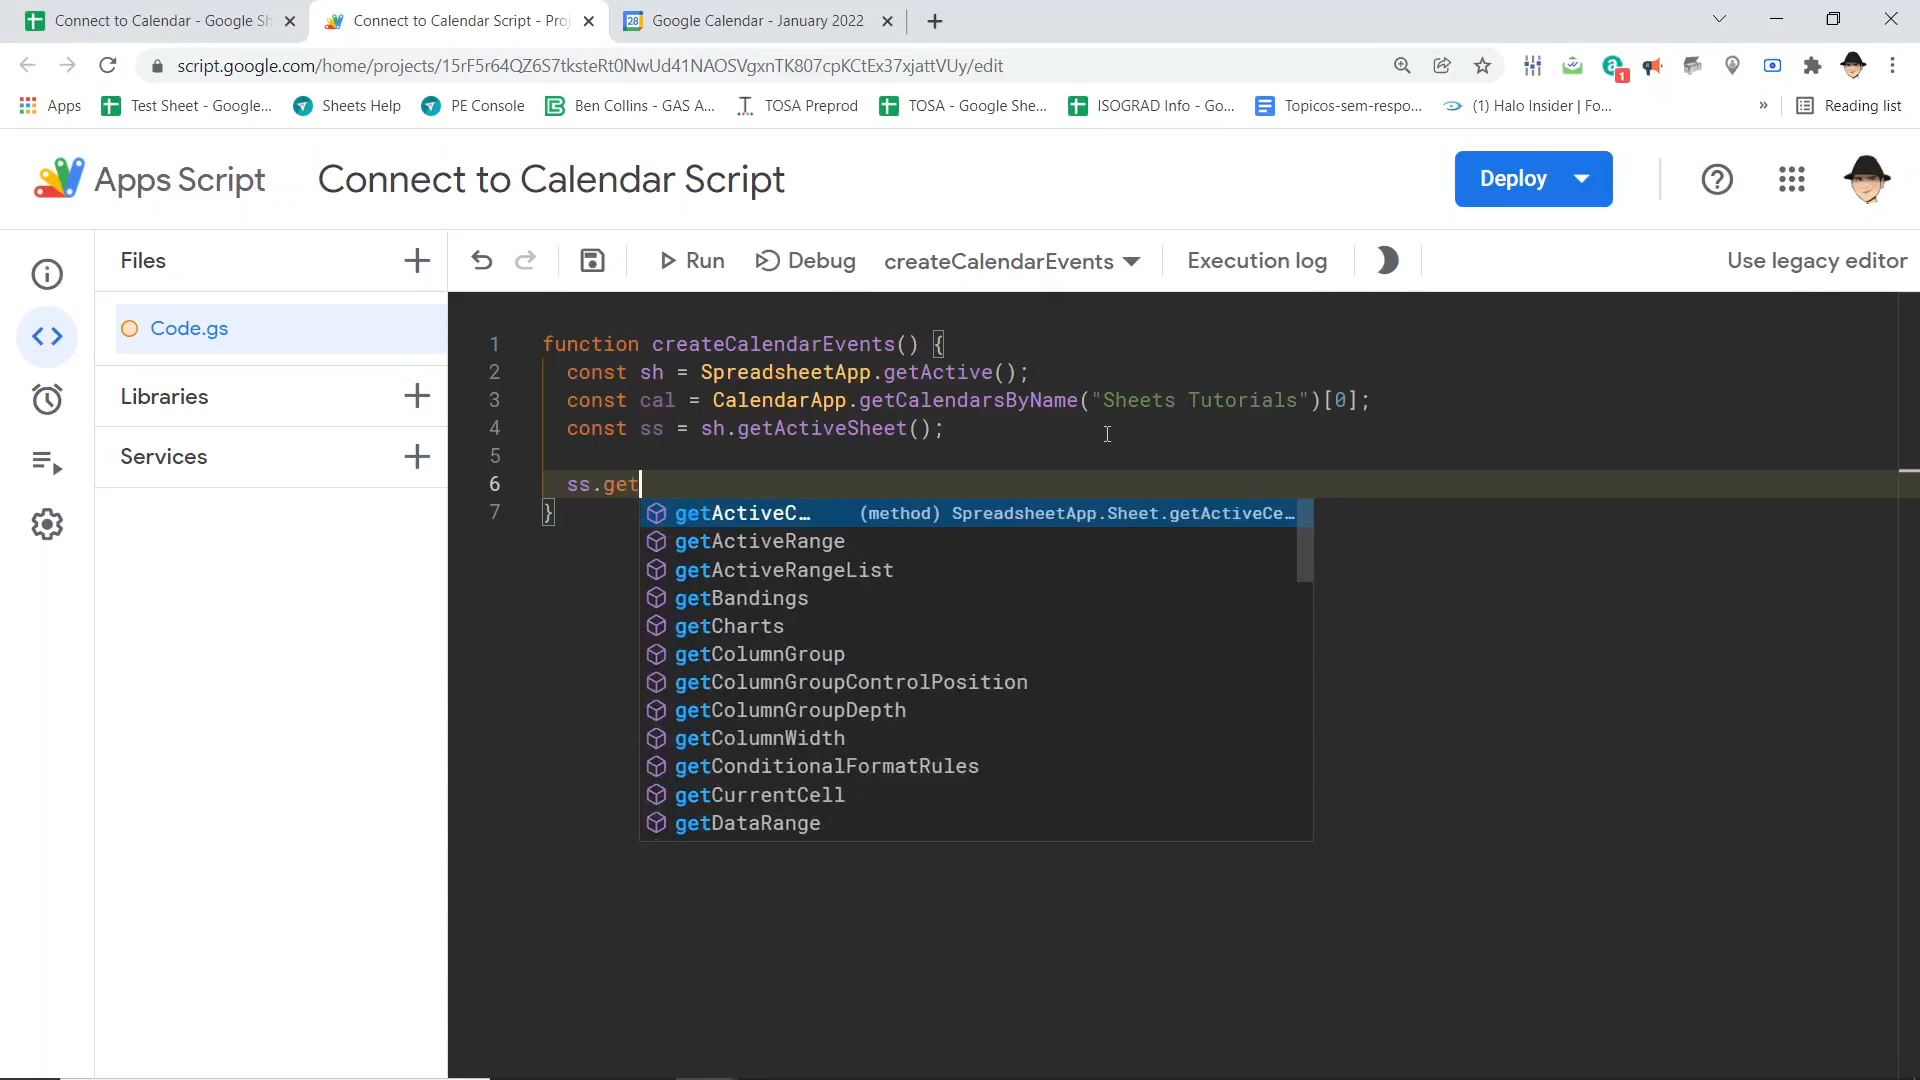 Connect to Calendar - Google Sh
Connect to Calendar Script - Proj
28 Google Calendar - January 2022
script.google.com/home/projects/15rF5r64QZ6S7tksteRt0NwUd41NAOSVgxnTK807cpKCtEx37xjattVUy/edit
1
Apps Test Sheet - Google... Sheets Help PE Console Ben Collins - GAS A... TOSA Preprod TOSA - Google She... ISOGRAD Info - Go... Topicos-sem-respo... (1) Halo Insider | Fo... » Reading list
Apps Script Connect to Calendar Script Deploy
Files
Run Debug createCalendarEvents Execution log Use legacy editor
Code.gs
Libraries
Services
1 function createCalendarEvents() {
2 const sh = SpreadsheetApp.getActive();
3 const cal = CalendarApp.getCalendarsByName("Sheets Tutorials")[0];
4 const ss = sh.getActiveSheet();
5
6 ss.get
7 }
getActiveC... (method) SpreadsheetApp.Sheet.getActiveCe...
getActiveRange
getActiveRangeList
getBandings
getCharts
getColumnGroup
getColumnGroupControlPosition
getColumnGroupDepth
getColumnWidth
getConditionalFormatRules
getCurrentCell
getDataRange